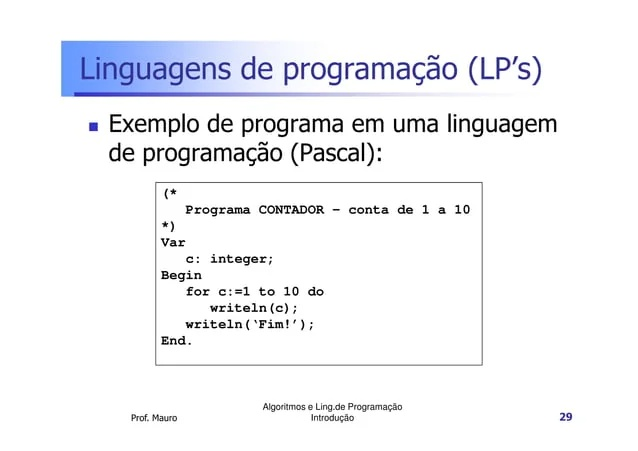 Linguagens de programação (LP’s)
Exemplo de programa em uma linguagem
de programação (Pascal):
(*
   Programa CONTADOR – conta de 1 a 10
*)
Var
   c: integer;
Begin
   for c:=1 to 10 do
      writeln(c);
   writeln(‘Fim!’);
End.
Prof. Mauro
Algoritmos e Ling.de Programação
Introdução
29